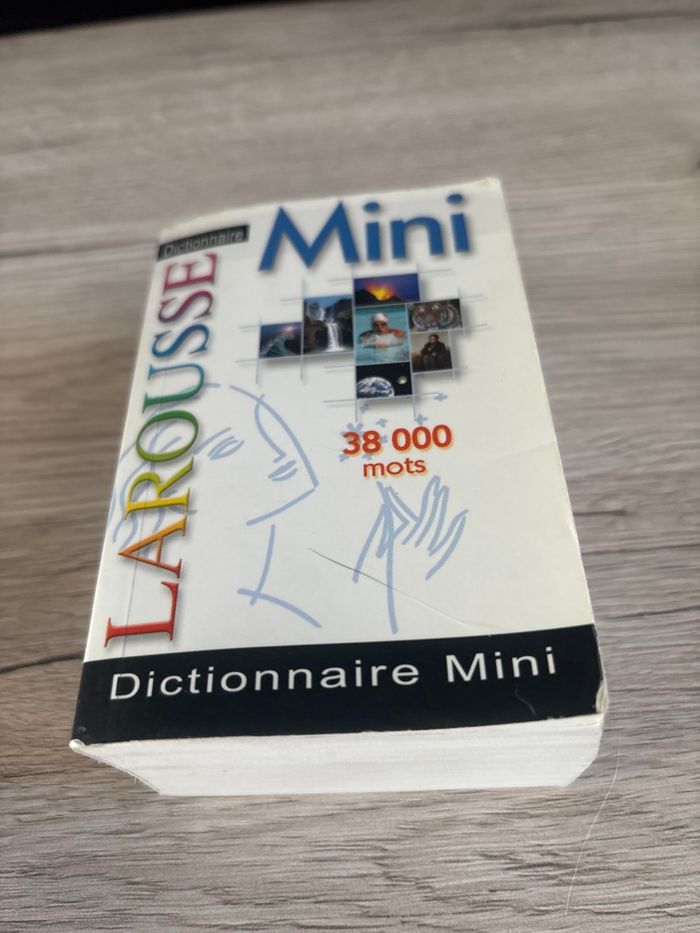 Dictionnaire
Mini
LAROUSSE
38 000
mots
Dictionnaire Mini